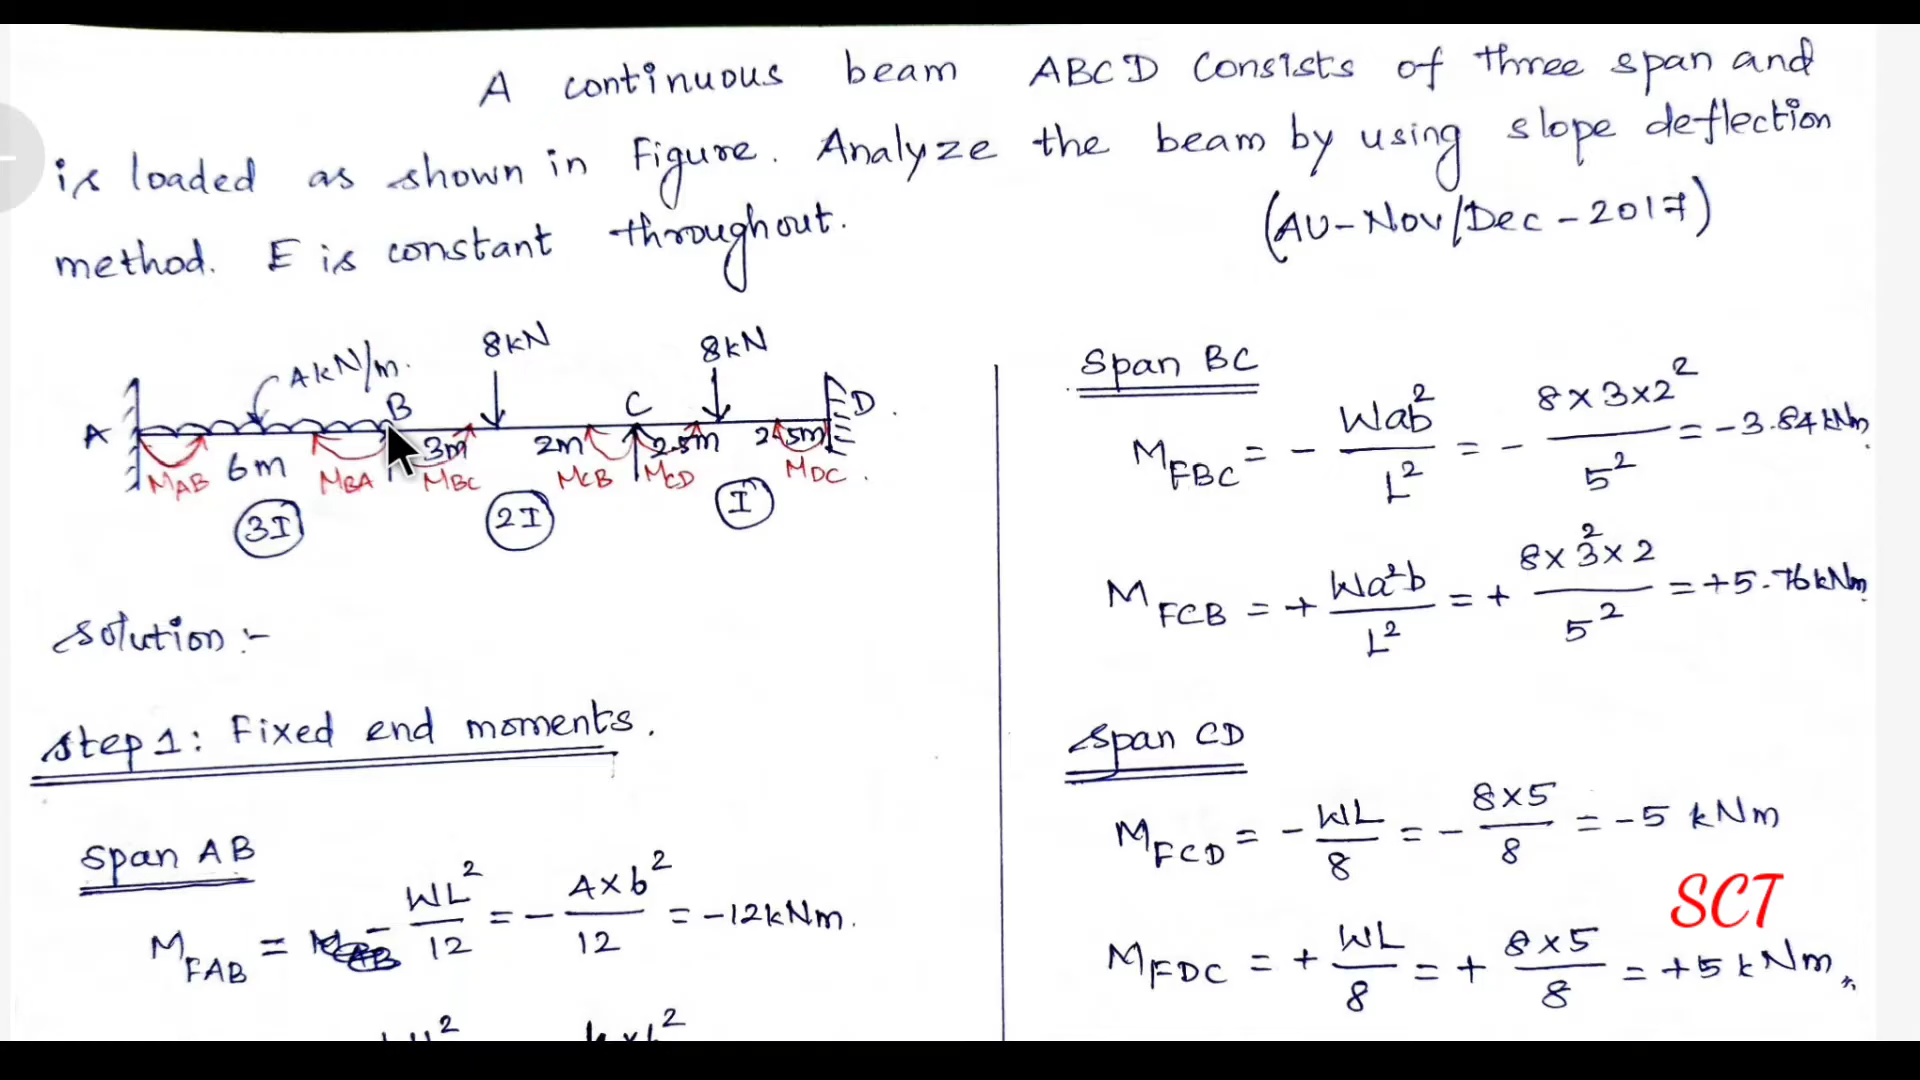 A continuous beam ABCD consists of three span and
is loaded as shown in Figure. Analyze the beam by using slope deflection
method. E is constant throughout.
(AU-Nov/Dec-2017)
4kN/m. 8kN 8kN
A B C D.
6m 3m 2m 2.5m 2.5m
MAB MBA MBC MCB MCD MDC.
3I 2I I
Solution:-
Step 1: Fixed end moments.
Span AB
MFAB = - WL²/12 = - 4×6²/12 = -12kNm.
Span BC
MFBC = - Wab²/L² = - 8×3×2²/5² = -3.84kNm
MFCB = + Wa²b/L² = + 8×3²×2/5² = +5.76kNm
Span CD
MFCD = - WL/8 = - 8×5/8 = -5 kNm
MFDC = + WL/8 = + 8×5/8 = +5 kNm.
SCT